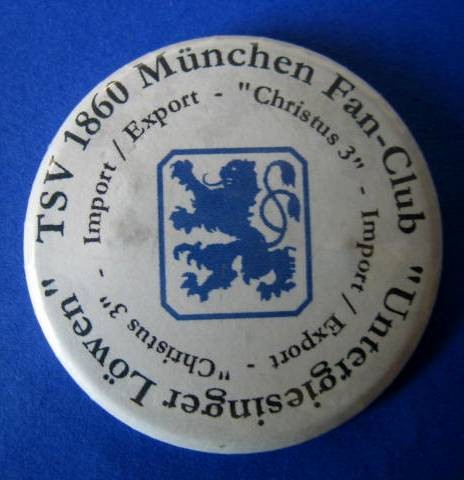 TSV 1860 München Fan-Club "Untergiesinger Löwen"
Import / Export - "Christus 3" - Import / Export - "Christus 3" -